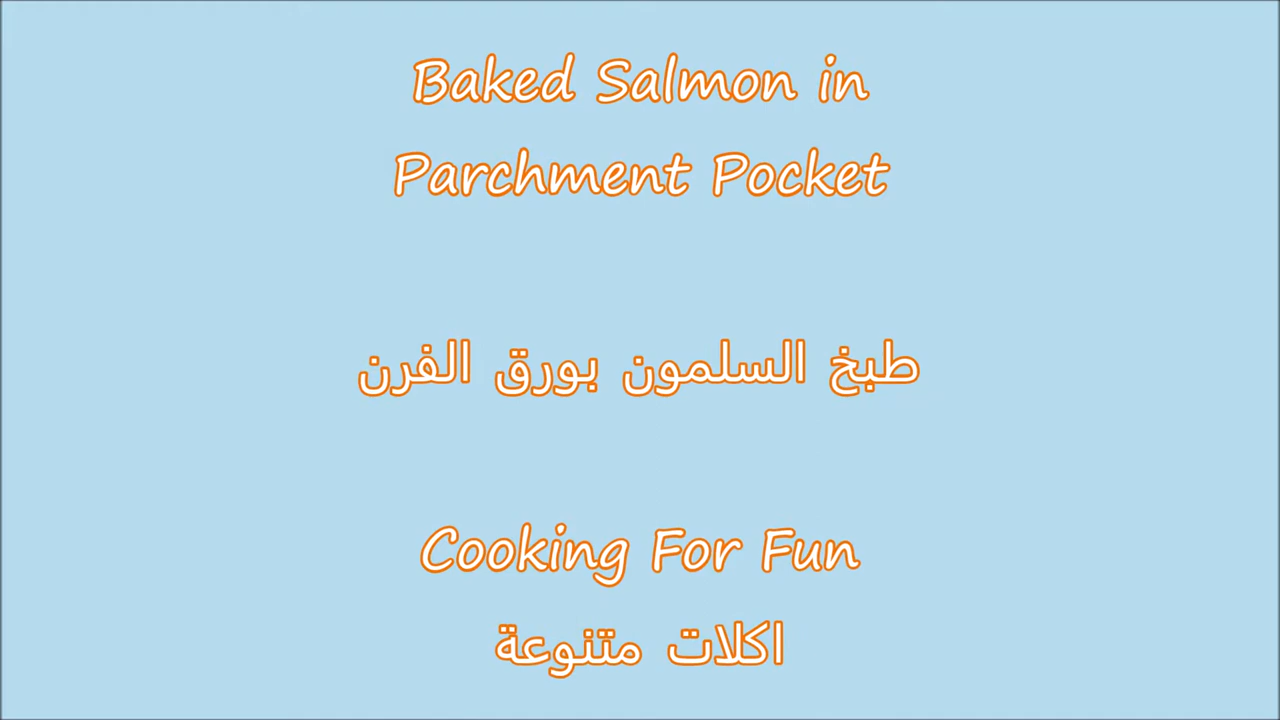 Baked Salmon in
Parchment Pocket
طبخ السلمون بورق الفرن
Cooking For Fun
اكلات متنوعة